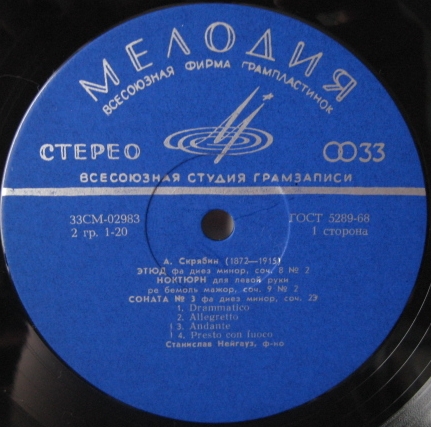 МЕЛОДИЯ
ВСЕСОЮЗНАЯ ФИРМА ГРАМПЛАСТИНОК
СТЕРЕО 33
ВСЕСОЮЗНАЯ СТУДИЯ ГРАМЗАПИСИ
33СМ-02983 ГОСТ 5289-68
2 гр. 1-20 1 сторона
А. Скрябин (1872—1915)
ЭТЮД фа диез минор, соч. 8 № 2
НОКТЮРН для левой руки
ре бемоль мажор, соч. 9 № 2
СОНАТА № 3 фа диез минор, соч. 23
1. Drammatico
2. Allegretto
3. Andante
4. Presto con fuoco
Станислав Нейгауз, ф-но